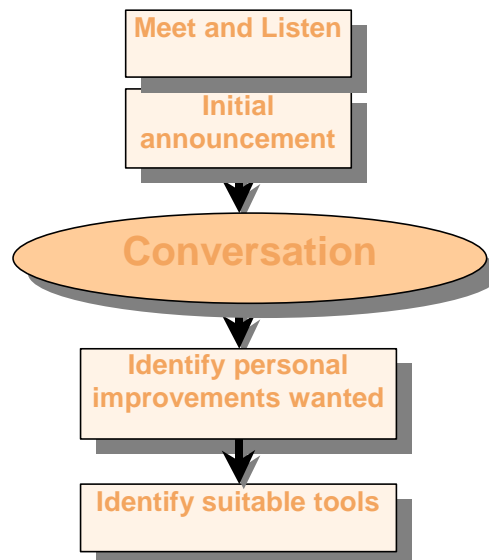 Meet and Listen
Initial
announcement
Conversation
Identify personal
improvements wanted
Identify suitable tools